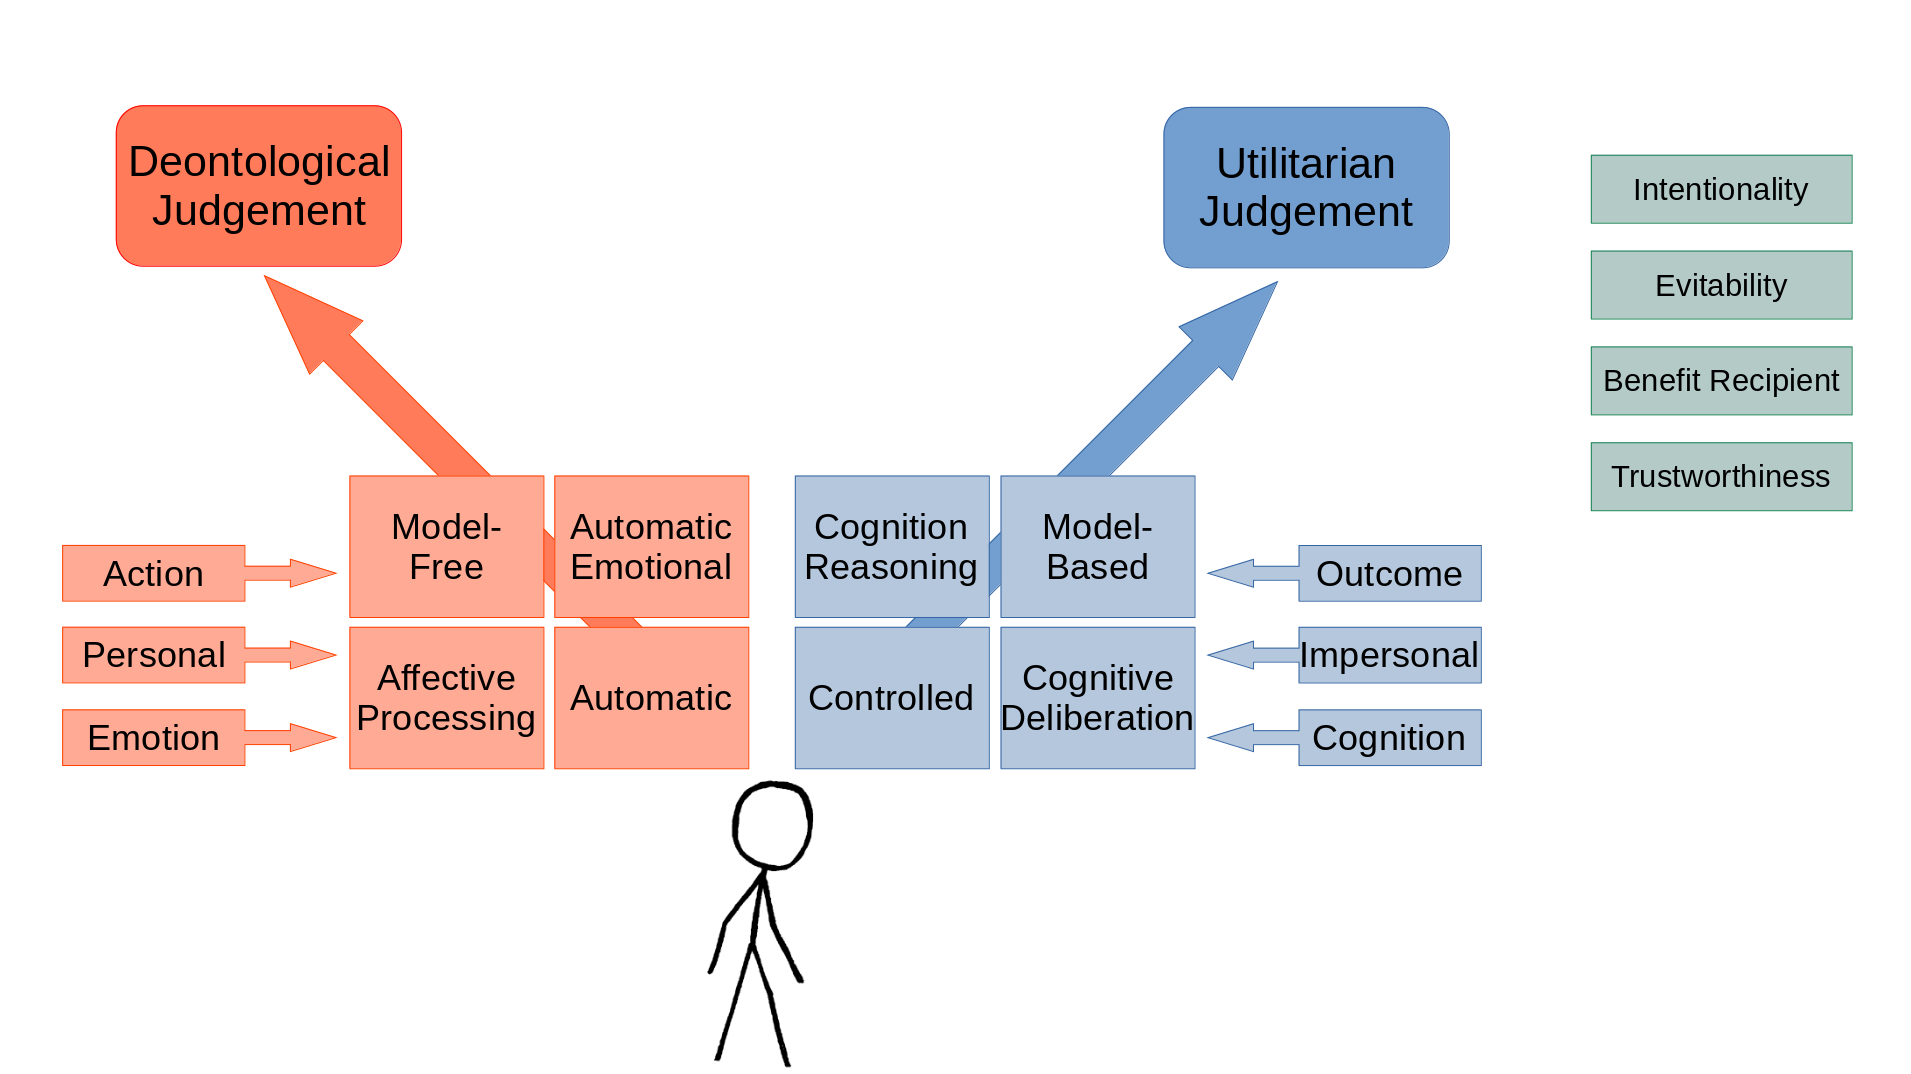 Deontological
Judgement
Utilitarian
Judgement
Intentionality
Evitability
Benefit Recipient
Trustworthiness
Model-
Free
Automatic
Emotional
Cognition
Reasoning
Model-
Based
Action
Personal
Emotion
Affective
Processing
Automatic
Controlled
Cognitive
Deliberation
Outcome
Impersonal
Cognition